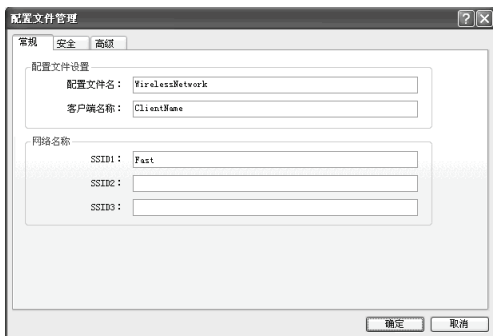 配置文件管理
常规 安全 高级
配置文件设置
配置文件名： WirelessNetwork
客户端名称： ClientName
网络名称
SSID1： Fast
SSID2：
SSID3：
确定 取消